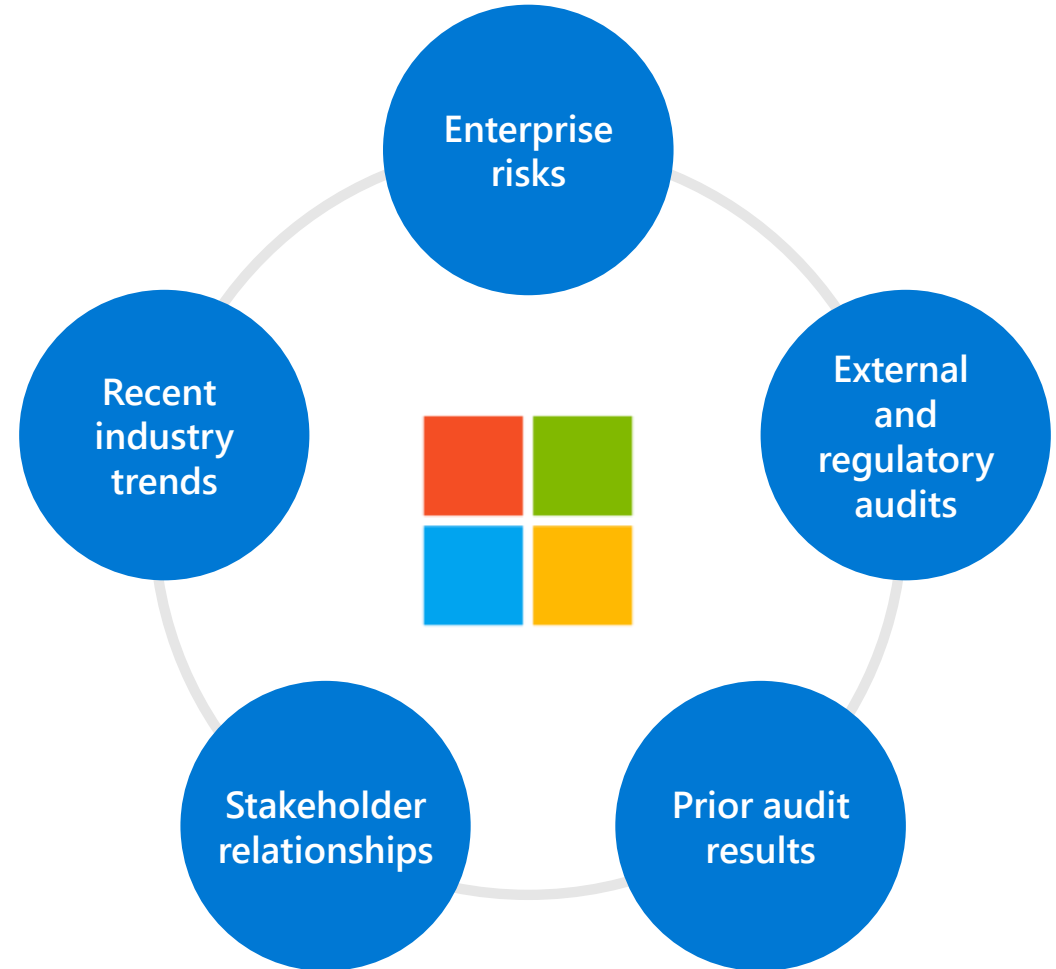 Enterprise
risks
External
and
regulatory
audits
Prior audit
results
Stakeholder
relationships
Recent
industry
trends